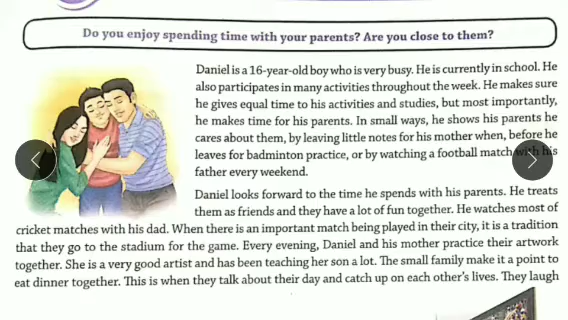 Do you enjoy spending time with your parents? Are you close to them?
Daniel is a 16-year-old boy who is very busy. He is currently in school. He
also participates in many activities throughout the week. He makes sure
he gives equal time to his activities and studies, but most importantly,
he makes time for his parents. In small ways, he shows his parents he
cares about them, by leaving little notes for his mother when, before he
leaves for badminton practice, or by watching a football match with his
father every weekend.
Daniel looks forward to the time he spends with his parents. He treats
them as friends and they have a lot of fun together. He watches most of
cricket matches with his dad. When there is an important match being played in their city, it is a tradition
that they go to the stadium for the game. Every evening, Daniel and his mother practice their artwork
together. She is a very good artist and has been teaching her son a lot. The small family make it a point to
eat dinner together. This is when they talk about their day and catch up on each other's lives. They laugh